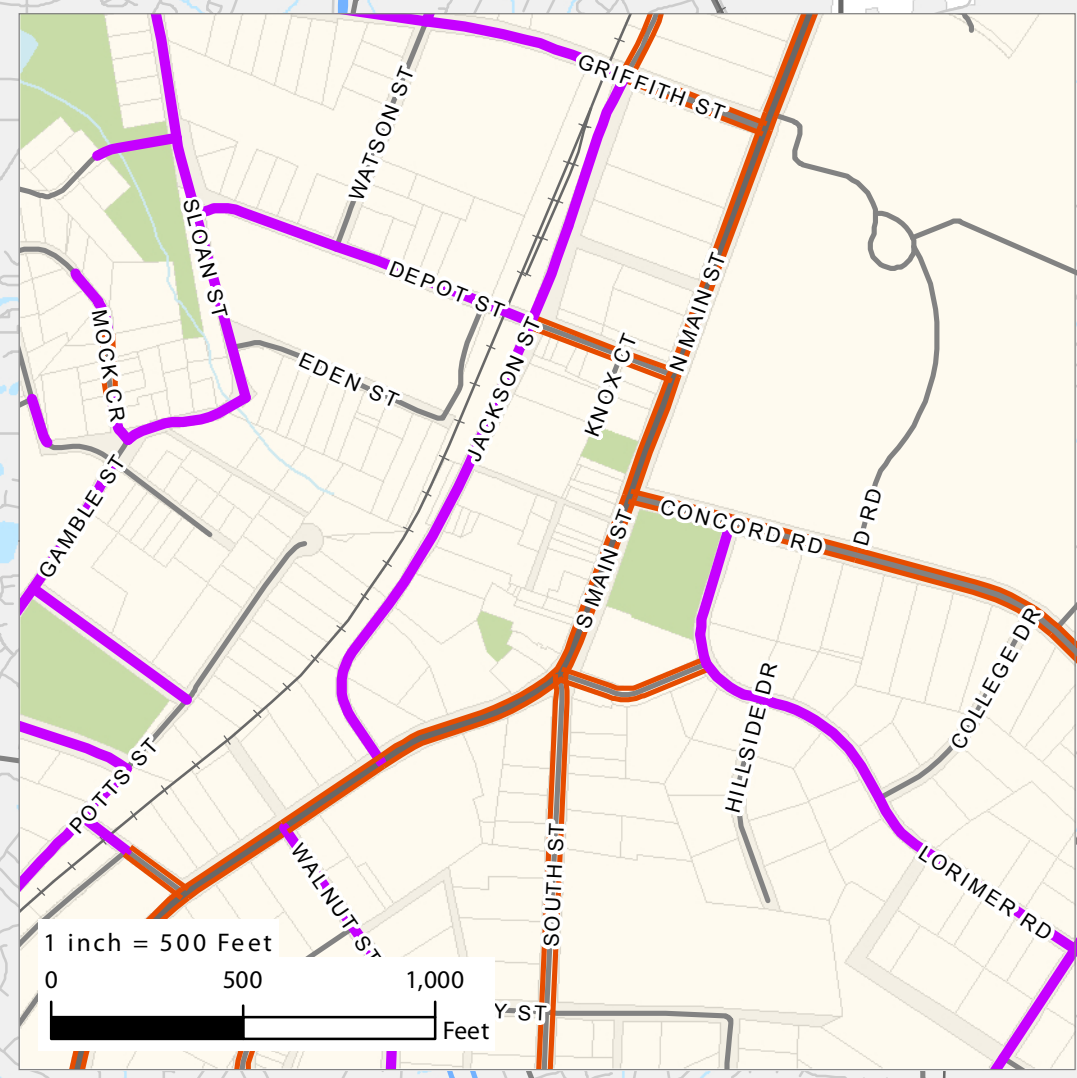 GRIFFITH ST
WATSON ST
SLOAN ST
DEPOT ST
N MAIN ST
MOCK CR
EDEN ST
JACKSON ST
KNOX CT
GAMBLE ST
CONCORD RD
D RD
S MAIN ST
COLLEGE DR
HILLSIDE DR
POTTS ST
WALNUT ST
SOUTH ST
LORIMER RD
Y ST
1 inch = 500 Feet
0 500 1,000
Feet